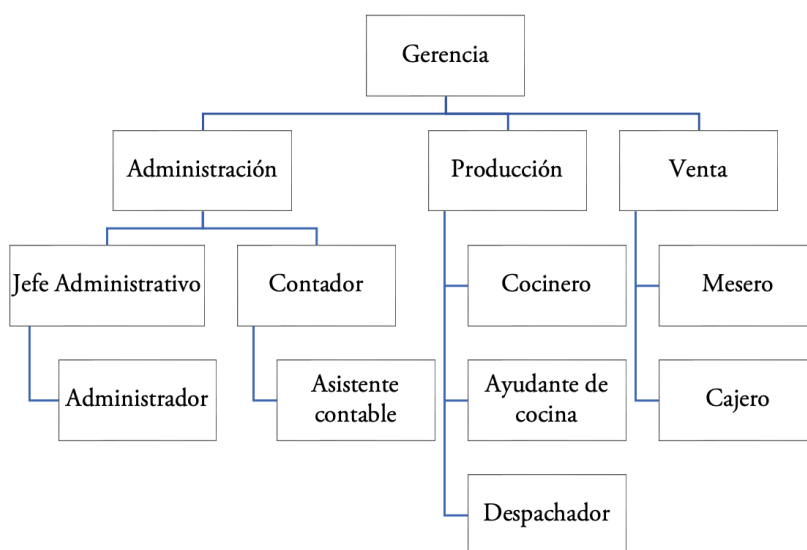 Gerencia
Administración
Producción
Venta
Jefe Administrativo
Contador
Cocinero
Mesero
Administrador
Asistente
contable
Ayudante de
cocina
Cajero
Despachador